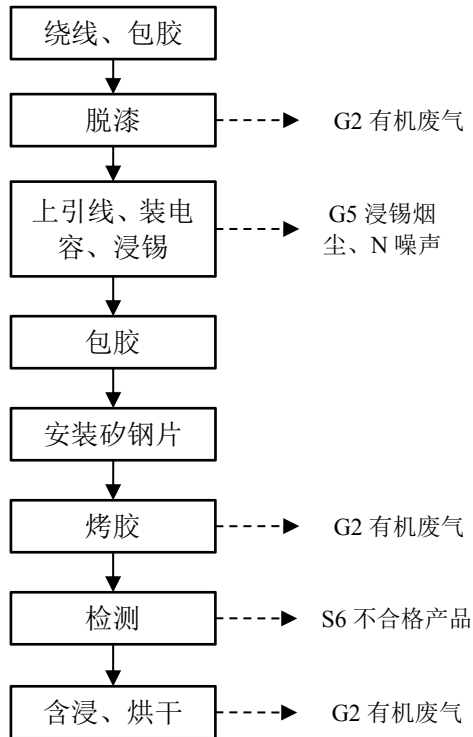 绕线、包胶
脱漆
G2 有机废气
上引线、装电
容、浸锡
G5 浸锡烟
尘、N 噪声
包胶
安装矽钢片
烤胶
G2 有机废气
检测
S6 不合格产品
含浸、烘干
G2 有机废气